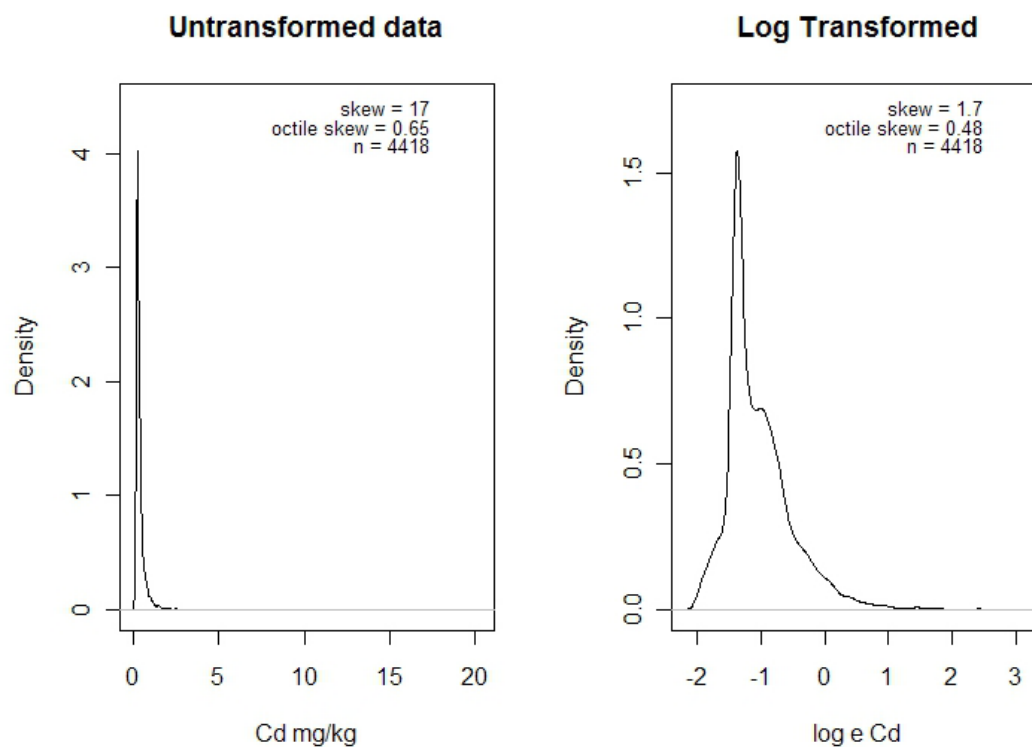 Untransformed data
skew = 17
octile skew = 0.65
n = 4418
Density
4
3
2
1
0
0 5 10 15 20
Cd mg/kg
Log Transformed
skew = 1.7
octile skew = 0.48
n = 4418
Density
1.5
1.0
0.5
0.0
-2 -1 0 1 2 3
log e Cd